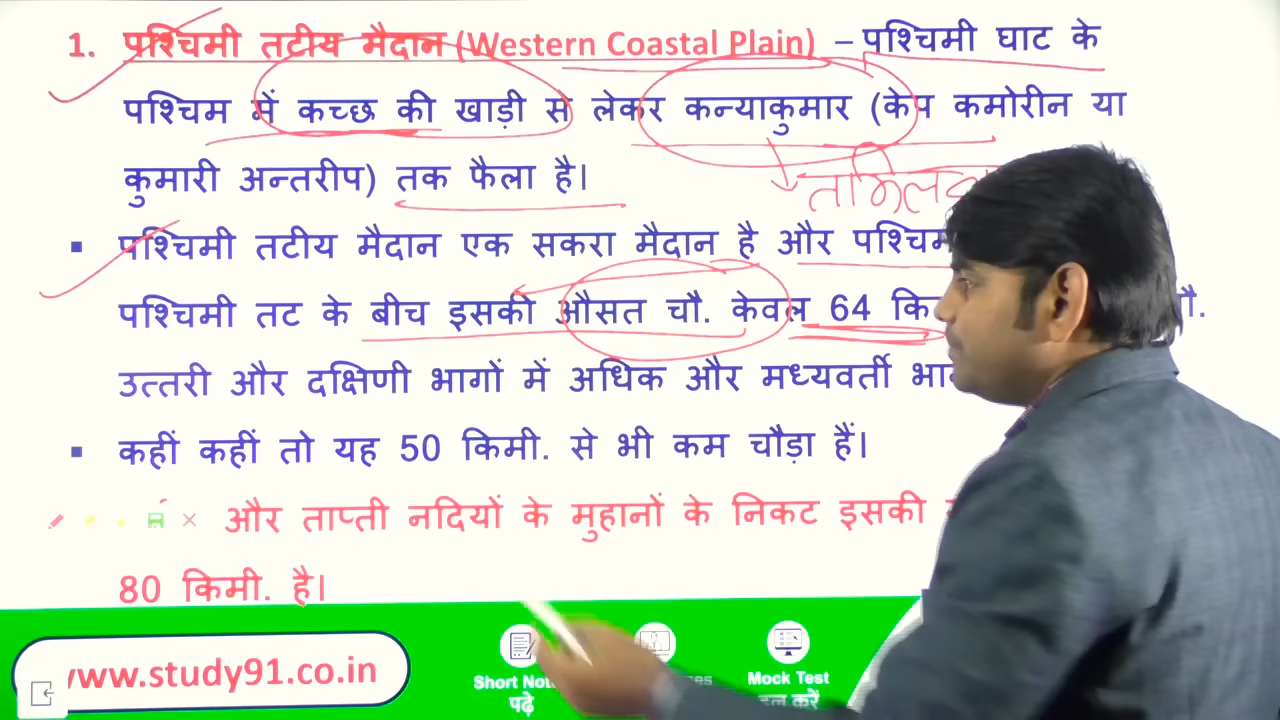 1. पश्चिमी तटीय मैदान (Western Coastal Plain) – पश्चिमी घाट के
पश्चिम में कच्छ की खाड़ी से लेकर कन्याकुमार (केप कमोरीन या
कुमारी अन्तरीप) तक फैला है।
▪ पश्चिमी तटीय मैदान एक सकरा मैदान है और
पश्चिमी तट के बीच इसकी औसत चौ. केवल 64
उत्तरी और दक्षिणी भागों में अधिक और मध्यवर्ती
▪ कहीं कहीं तो यह 50 किमी. से भी कम चौड़ा हैं।
और ताप्ती नदियों के मुहानों के निकट इसकी
80 किमी. है।
www.study91.co.in
Short
पढ़े
Mock Test
करें